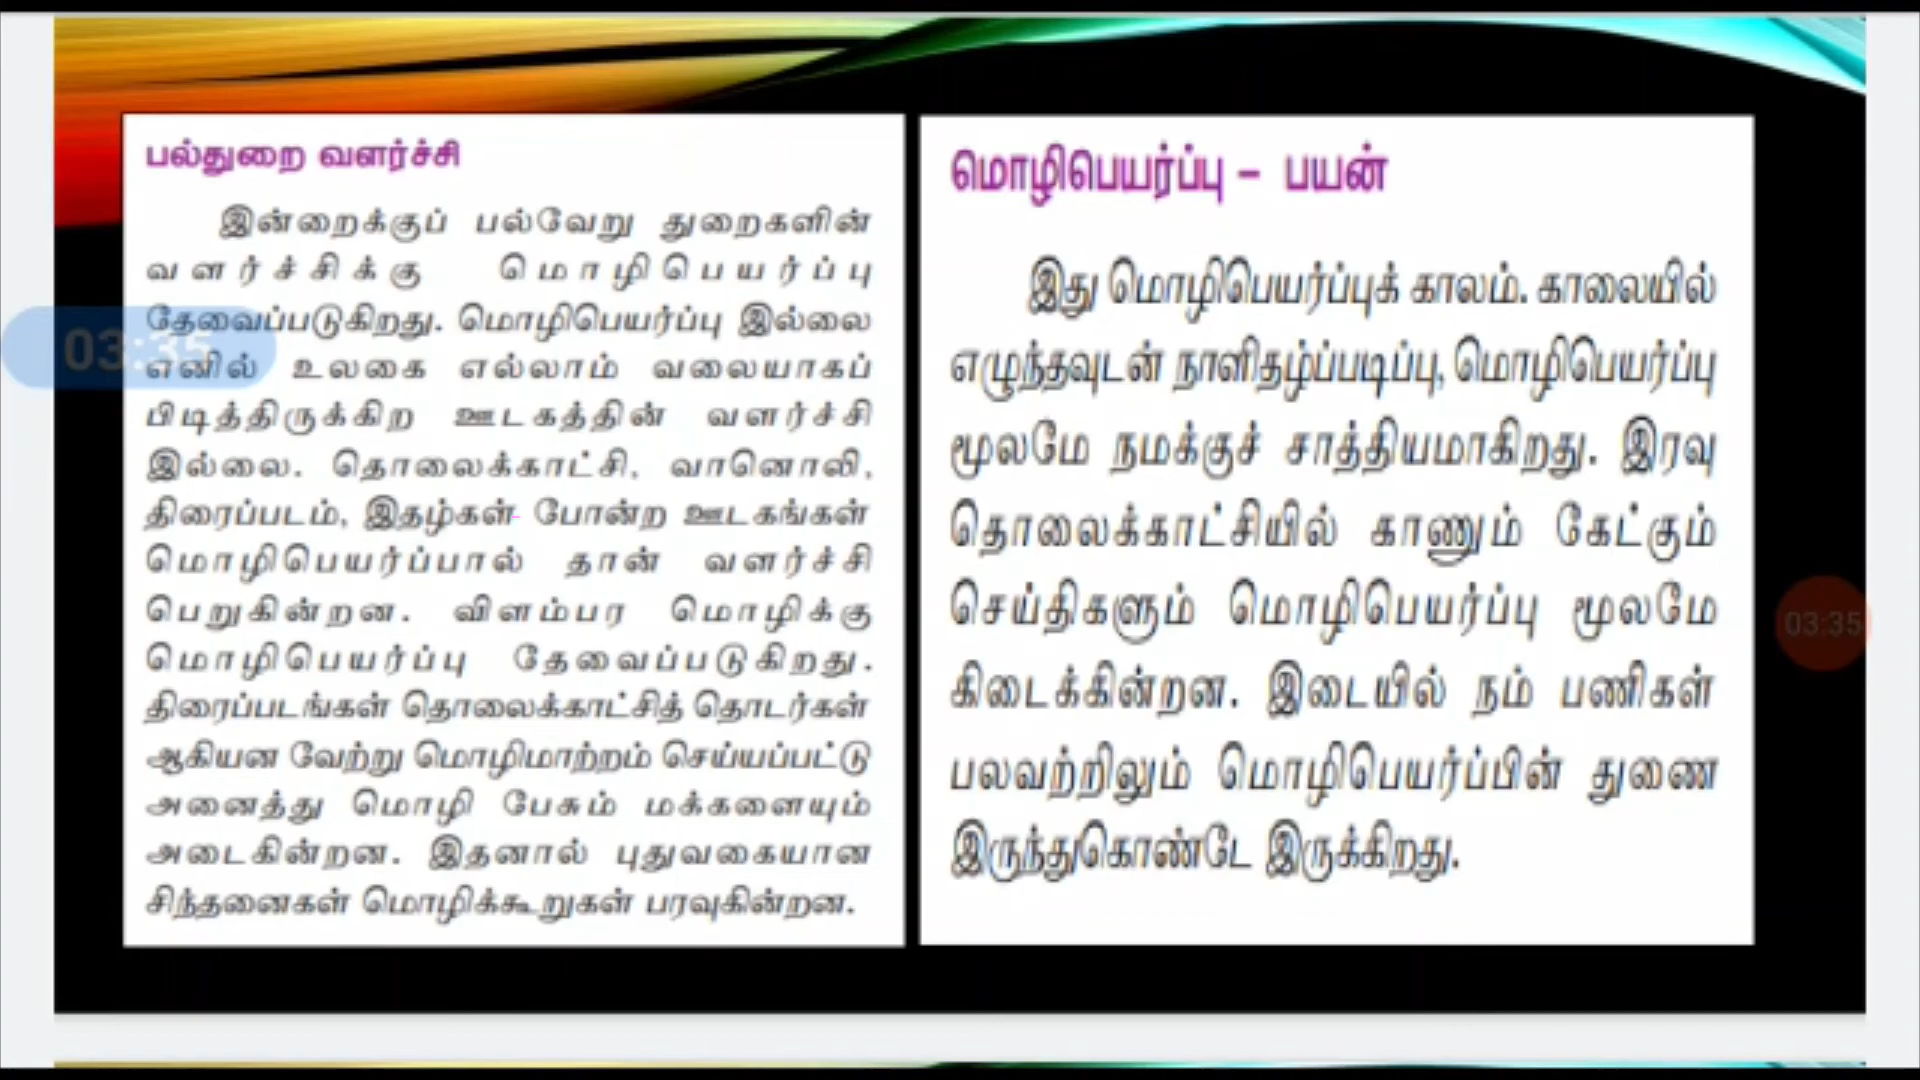 பல்துறை வளர்ச்சி
இன்றைக்குப் பல்வேறு துறைகளின்
வளர்ச்சிக்கு மொழிபெயர்ப்பு
தேவைப்படுகிறது. மொழிபெயர்ப்பு இல்லை
எனில் உலகை எல்லாம் வலையாகப்
பிடித்திருக்கிற ஊடகத்தின் வளர்ச்சி
இல்லை. தொலைக்காட்சி, வானொலி,
திரைப்படம், இதழ்கள் போன்ற ஊடகங்கள்
மொழிபெயர்ப்பால் தான் வளர்ச்சி
பெறுகின்றன. விளம்பர மொழிக்கு
மொழிபெயர்ப்பு தேவைப்படுகிறது.
திரைப்படங்கள் தொலைக்காட்சித் தொடர்கள்
ஆகியன வேற்று மொழிமாற்றம் செய்யப்பட்டு
அனைத்து மொழி பேசும் மக்களையும்
அடைகின்றன. இதனால் புதுவகையான
சிந்தனைகள் மொழிக்கூறுகள் பரவுகின்றன.
மொழிபெயர்ப்பு – பயன்
இது மொழிபெயர்ப்புக் காலம். காலையில்
எழுந்தவுடன் நாளிதழ்ப்படிப்பு, மொழிபெயர்ப்பு
மூலமே நமக்குச் சாத்தியமாகிறது. இரவு
தொலைக்காட்சியில் காணும் கேட்கும்
செய்திகளும் மொழிபெயர்ப்பு மூலமே
கிடைக்கின்றன. இடையில் நம் பணிகள்
பலவற்றிலும் மொழிபெயர்ப்பின் துணை
இருந்துகொண்டே இருக்கிறது.
03:35
03:35